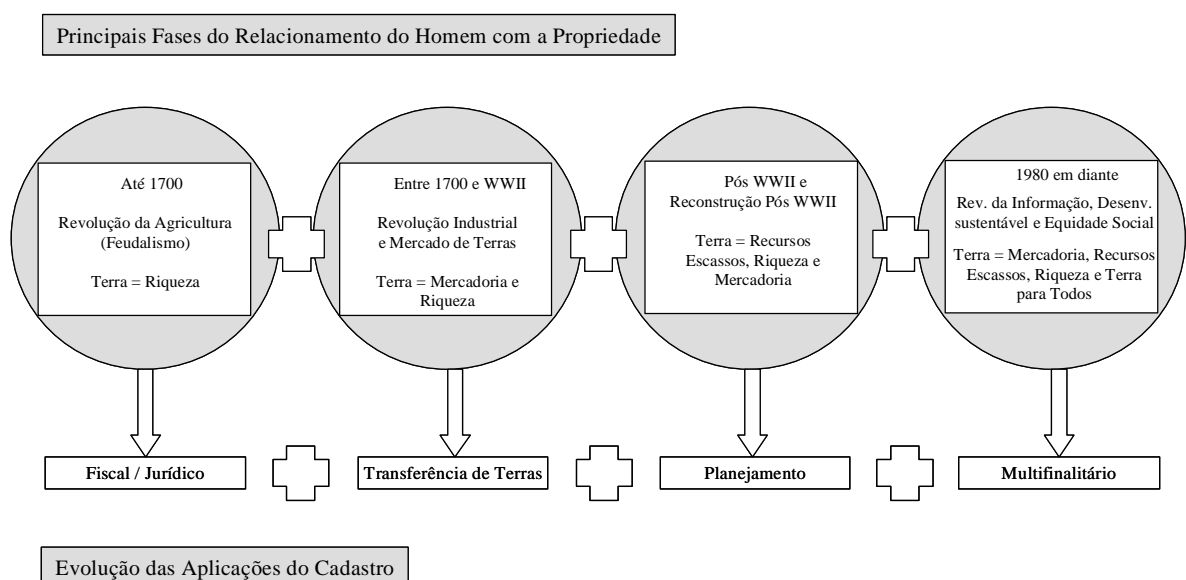 Principais Fases do Relacionamento do Homem com a Propriedade
Até 1700
Revolução da Agricultura
(Feudalismo)
Terra = Riqueza
Entre 1700 e WWII
Revolução Industrial
e Mercado de Terras
Terra = Mercadoria e
Riqueza
Pós WWII e
Reconstrução Pós WWII
Terra = Recursos
Escassos, Riqueza e
Mercadoria
1980 em diante
Rev. da Informação, Desenv.
sustentável e Equidade Social
Terra = Mercadoria, Recursos
Escassos, Riqueza e Terra
para Todos
Fiscal / Jurídico
Transferência de Terras
Planejamento
Multifinalitário
Evolução das Aplicações do Cadastro